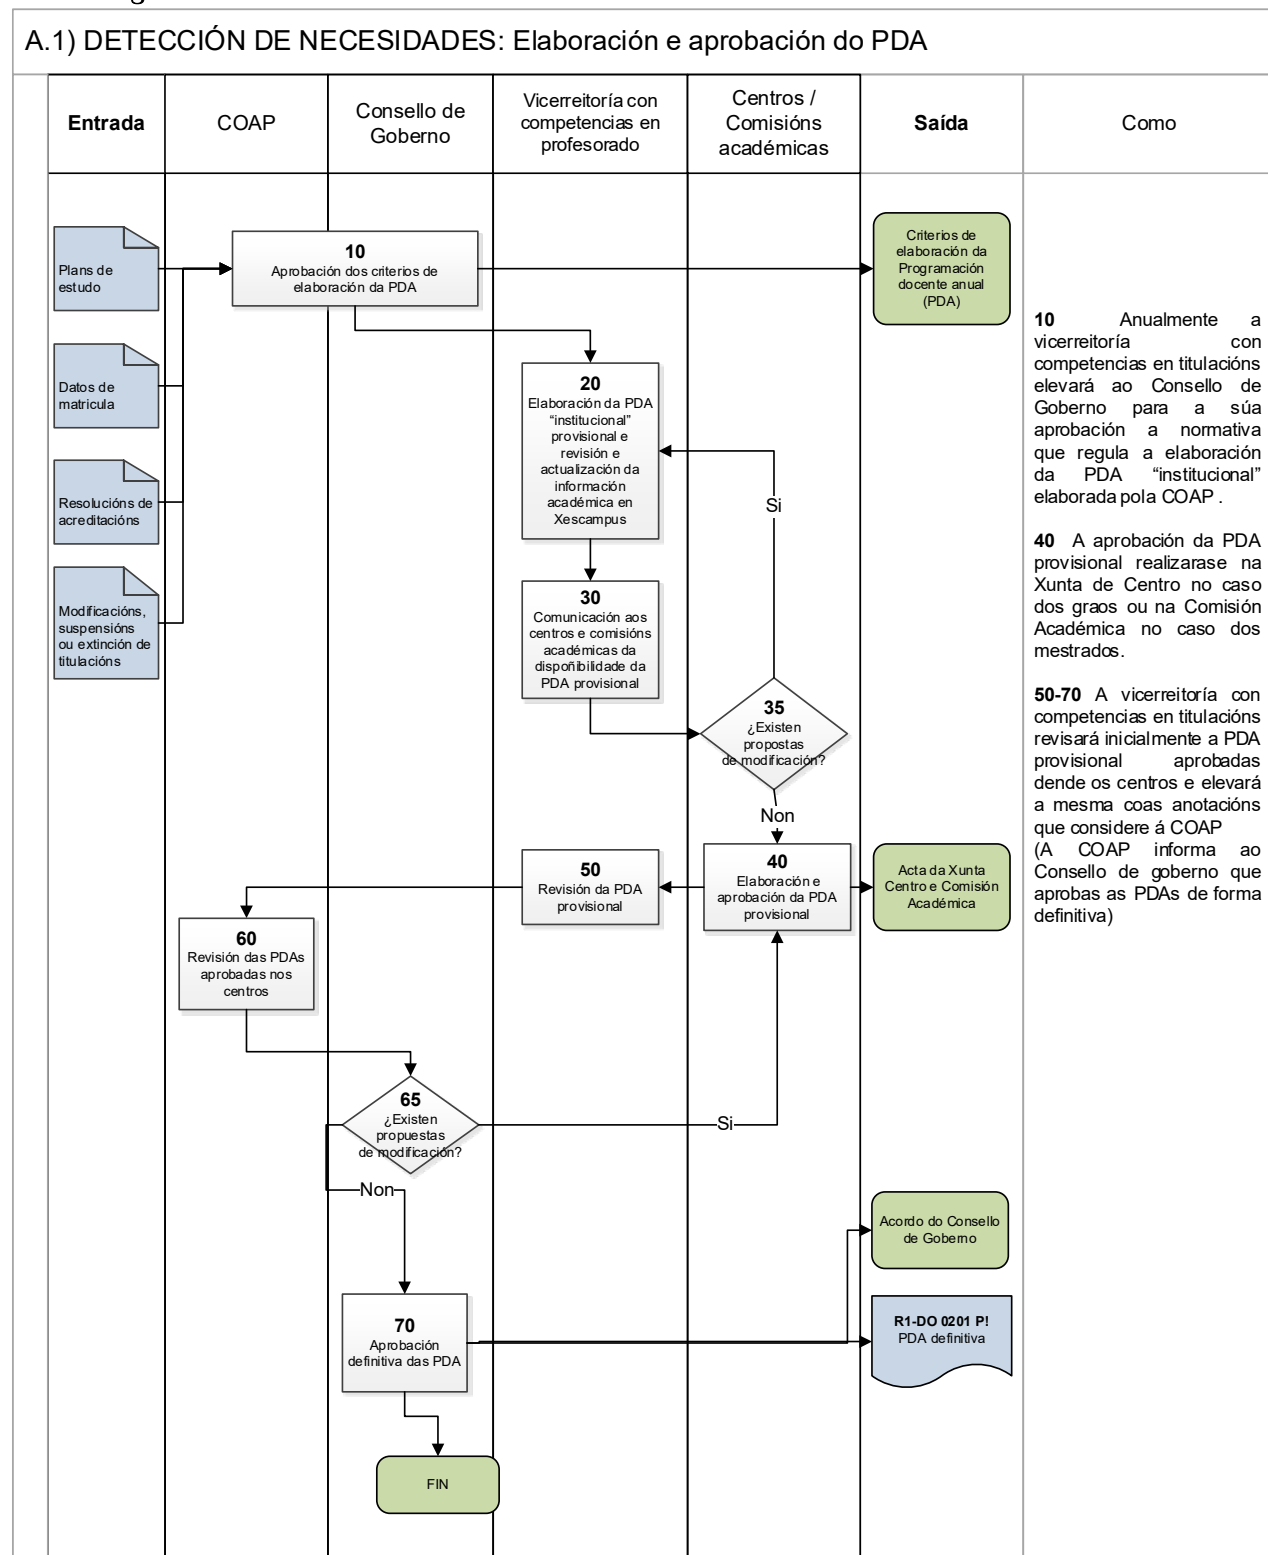 A.1) DETECCIÓN DE NECESIDADES: Elaboración e aprobación do PDA
Entrada
COAP
Consello de
Goberno
Vicerreitoría con
competencias en
profesorado
Centros /
Comisións
académicas
Saída
Como
Plans de
estudo
Datos de
matricula
Resolucións de
acreditacións
Modificacións,
suspensións
ou extinción de
titulacións
10
Aprobación dos criterios de
elaboración da PDA
Criterios de
elaboración da
Programación
docente anual
(PDA)
20
Elaboración da PDA
“institucional”
provisional e
revisión e
actualización da
información
académica en
Xescampus
Si
30
Comunicación aos
centros e comisións
académicas da
dispoñibilidade da
PDA provisional
35
¿Existen
propostas
de modificación?
Non
40
Elaboración e
aprobación da PDA
provisional
Acta da Xunta
Centro e Comisión
Académica
50
Revisión da PDA
provisional
60
Revisión das PDAs
aprobadas nos
centros
65
¿Existen
propuestas
de modificación?
Si
Non
70
Aprobación
definitiva das PDA
Acordo do Consello
de Goberno
R1-DO 0201 P!
PDA definitiva
FIN
10 Anualmente a
vicerreitoría con
competencias en titulacións
elevará ao Consello de
Goberno para a súa
aprobación a normativa
que regula a elaboración
da PDA “institucional”
elaborada pola COAP .
40 A aprobación da PDA
provisional realizarase na
Xunta de Centro no caso
dos graos ou na Comisión
Académica no caso dos
mestrados.
50-70 A vicerreitoría con
competencias en titulacións
revisará inicialmente a PDA
provisional aprobadas
dende os centros e elevará
a mesma coas anotacións
que considere á COAP
(A COAP informa ao
Consello de goberno que
aprobas as PDAs de forma
definitiva)